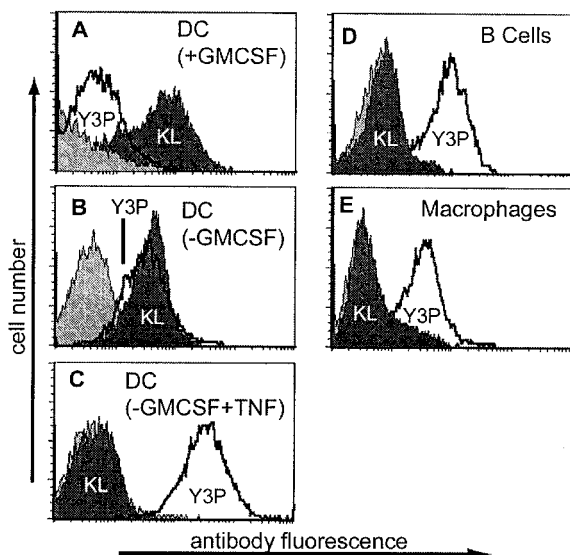 A
DC
(+GMCSF)
Y3P
KL
B
Y3P
DC
(-GMCSF)
KL
C
DC
(-GMCSF+TNF)
KL
Y3P
D
B Cells
KL
Y3P
E
Macrophages
KL
Y3P
cell number
antibody fluorescence